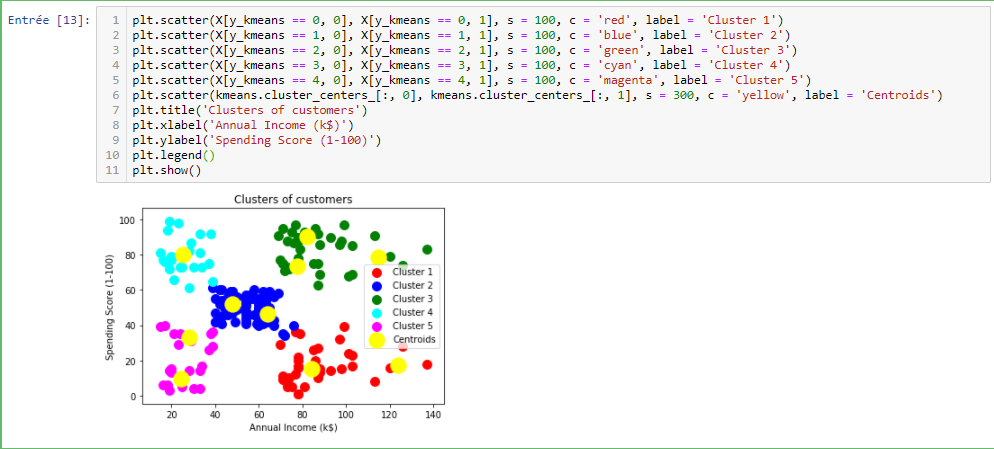 Entrée [13]:
1 plt.scatter(X[y_kmeans == 0, 0], X[y_kmeans == 0, 1], s = 100, c = 'red', label = 'Cluster 1')
2 plt.scatter(X[y_kmeans == 1, 0], X[y_kmeans == 1, 1], s = 100, c = 'blue', label = 'Cluster 2')
3 plt.scatter(X[y_kmeans == 2, 0], X[y_kmeans == 2, 1], s = 100, c = 'green', label = 'Cluster 3')
4 plt.scatter(X[y_kmeans == 3, 0], X[y_kmeans == 3, 1], s = 100, c = 'cyan', label = 'Cluster 4')
5 plt.scatter(X[y_kmeans == 4, 0], X[y_kmeans == 4, 1], s = 100, c = 'magenta', label = 'Cluster 5')
6 plt.scatter(kmeans.cluster_centers_[:, 0], kmeans.cluster_centers_[:, 1], s = 300, c = 'yellow', label = 'Centroids')
7 plt.title('Clusters of customers')
8 plt.xlabel('Annual Income (k$)')
9 plt.ylabel('Spending Score (1-100)')
10 plt.legend()
11 plt.show()
Clusters of customers
Spending Score (1-100)
100
80
60
40
20
0
Cluster 1
Cluster 2
Cluster 3
Cluster 4
Cluster 5
Centroids
20 40 60 80 100 120 140
Annual Income (k$)